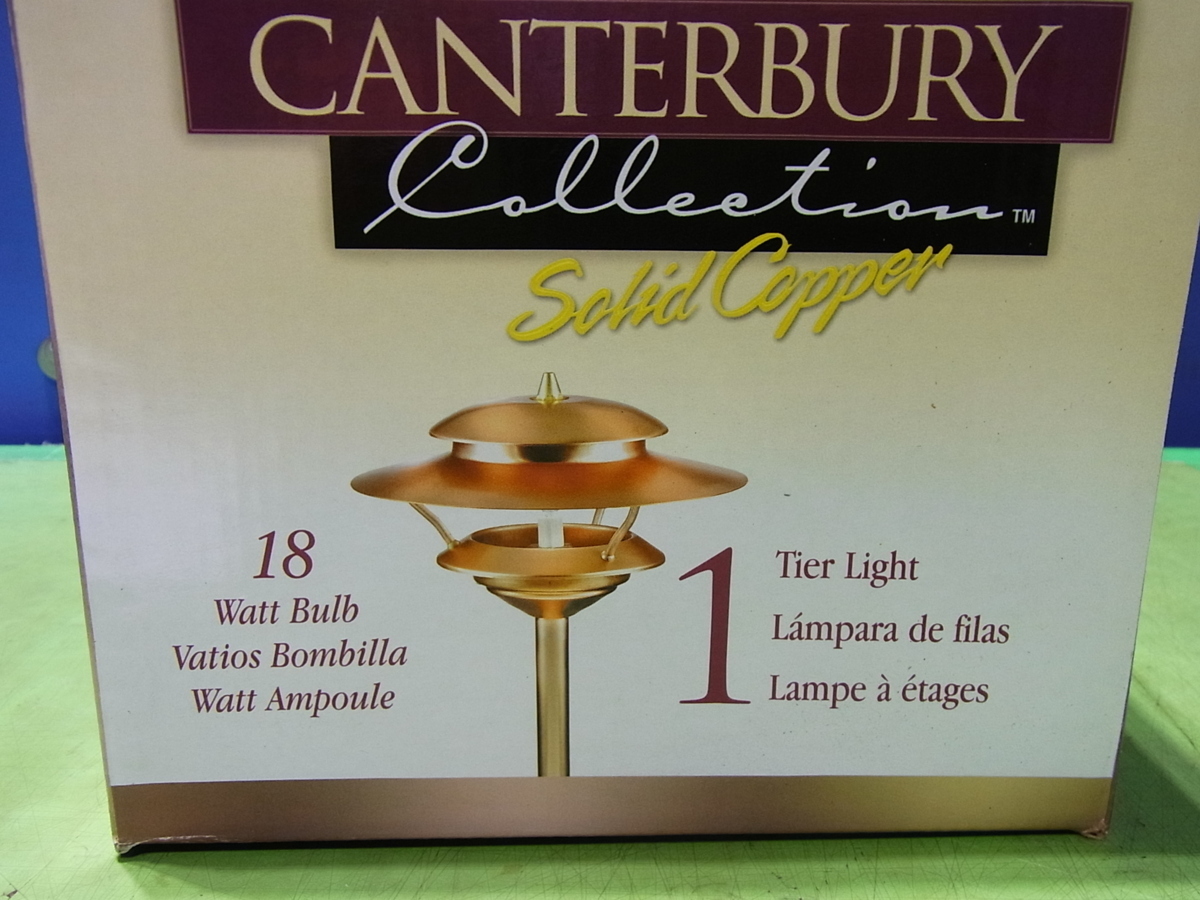 CANTERBURY
Collection™
Solid Copper
18
Watt Bulb
Vatios Bombilla
Watt Ampoule
1
Tier Light
Lámpara de filas
Lampe à étages